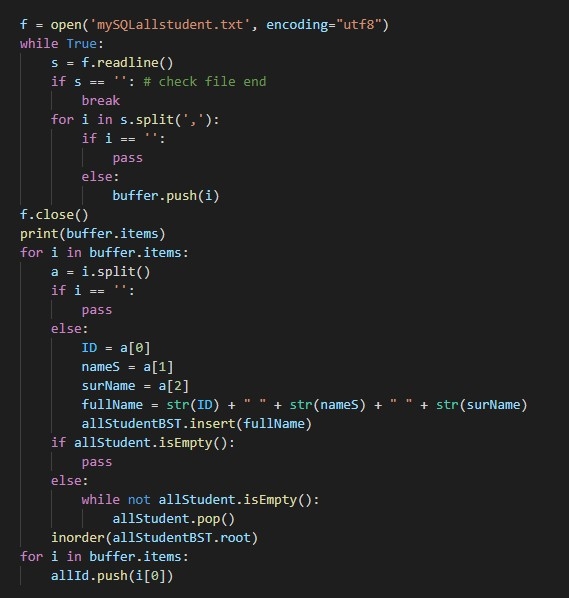 f = open('mySQLallstudent.txt', encoding="utf8")
while True:
    s = f.readline()
    if s == '': # check file end
        break
    for i in s.split(','):
        if i == '':
            pass
        else:
            buffer.push(i)
f.close()
print(buffer.items)
for i in buffer.items:
    a = i.split()
    if i == '':
        pass
    else:
        ID = a[0]
        nameS = a[1]
        surName = a[2]
        fullName = str(ID) + " " + str(nameS) + " " + str(surName)
        allStudentBST.insert(fullName)
    if allStudent.isEmpty():
        pass
    else:
        while not allStudent.isEmpty():
            allStudent.pop()
    inorder(allStudentBST.root)
for i in buffer.items:
    allId.push(i[0])